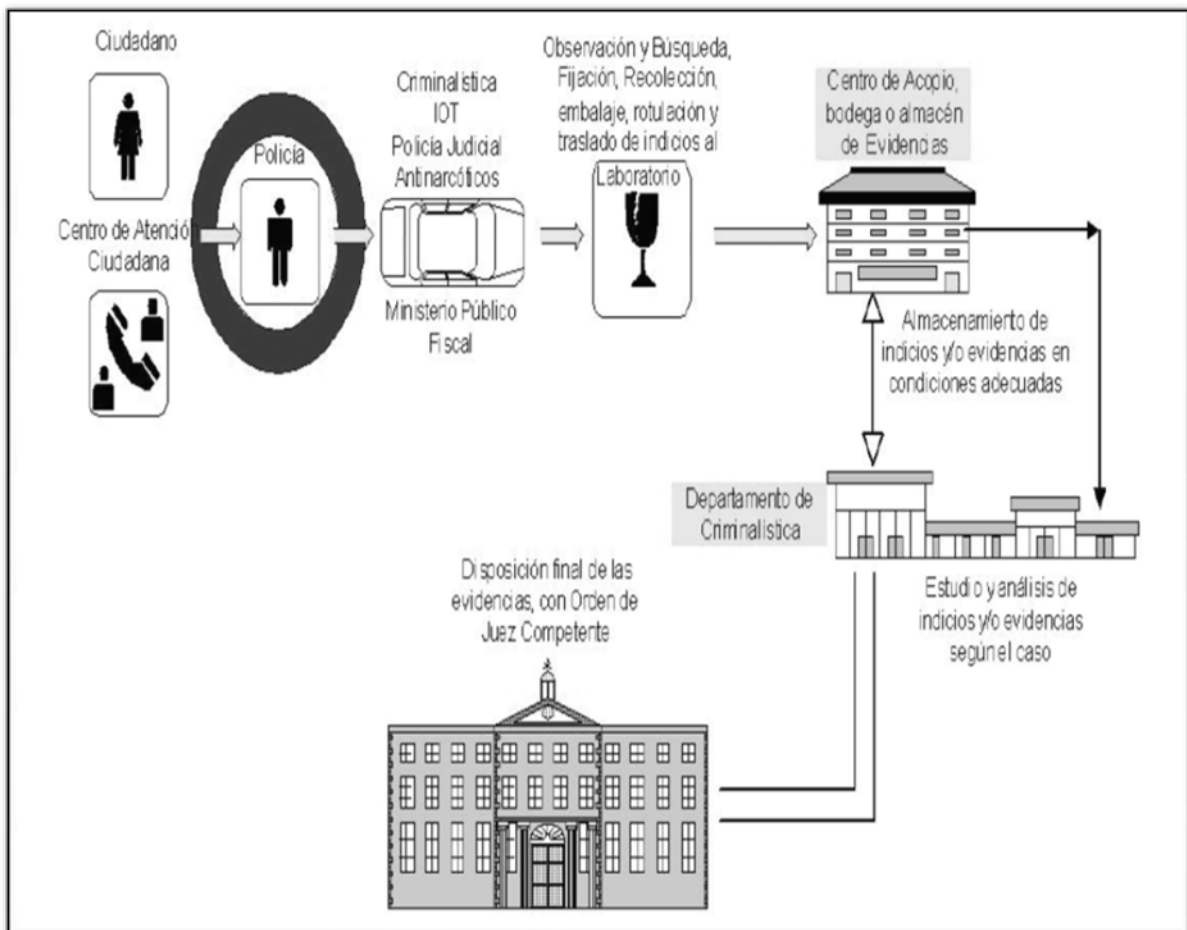 Ciudadano
Centro de Atenció
Ciudadana
Policía
Criminalística
IOT
Policía Judicial
Antinarcóticos
Ministerio Público
Fiscal
Observación y Búsqueda,
Fijación, Recolección,
embalaje, rotulación y
traslado de indicios al
Laboratorio
Centro de Acopio,
bodega o almacén
de Evidencias
Almacenamiento de
indicios y/o evidencias en
condiciones adecuadas
Departamento de
Criminalística
Estudio y análisis de
indicios y/o evidencias
según el caso
Disposición final de las
evidencias, con Orden de
Juez Competente